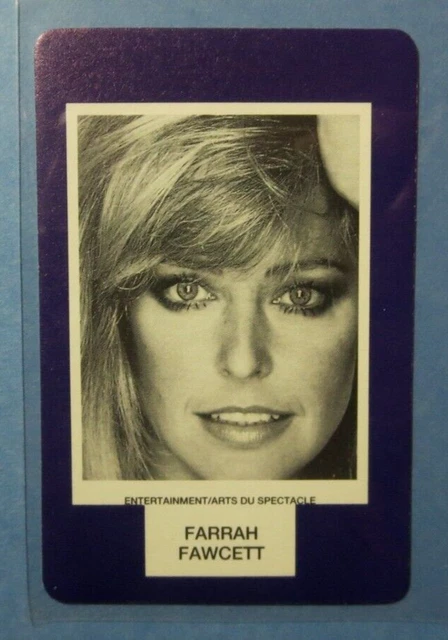 ENTERTAINMENT/ARTS DU SPECTACLE
FARRAH
FAWCETT